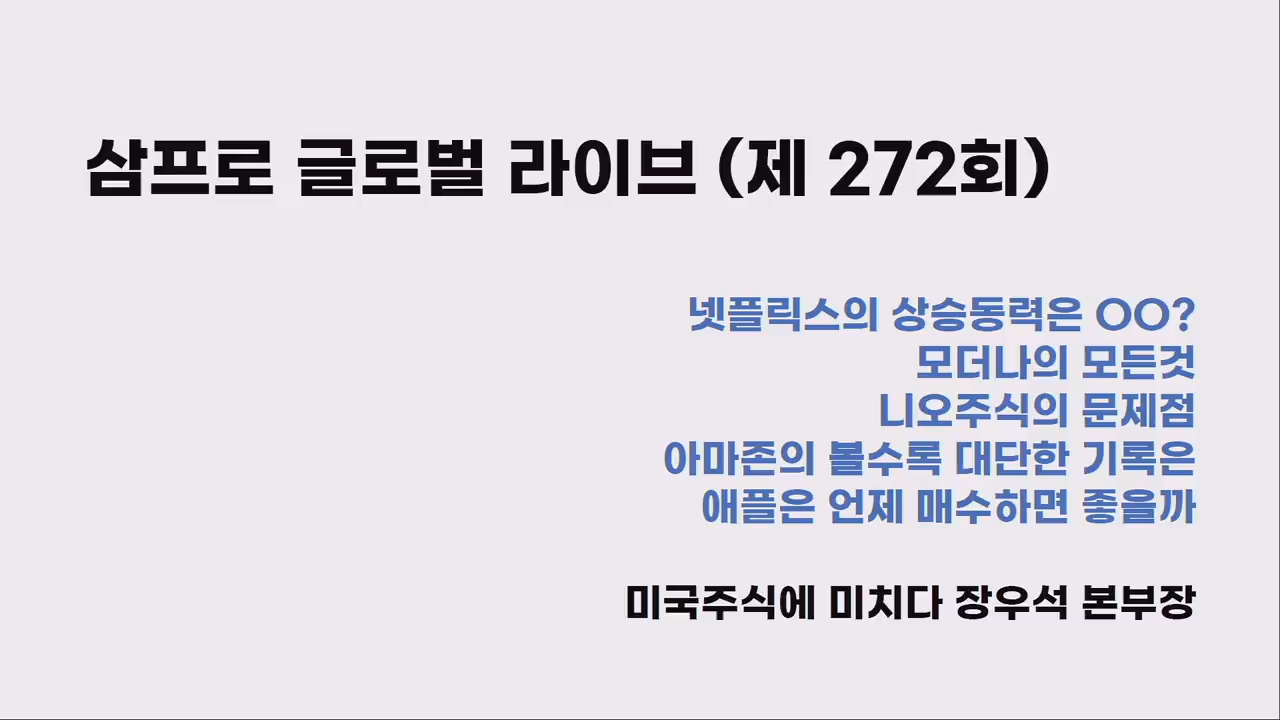 삼프로 글로벌 라이브 (제 272회)
넷플릭스의 상승동력은 OO?
모더나의 모든것
니오주식의 문제점
아마존의 볼수록 대단한 기록은
애플은 언제 매수하면 좋을까
미국주식에 미치다 장우석 본부장